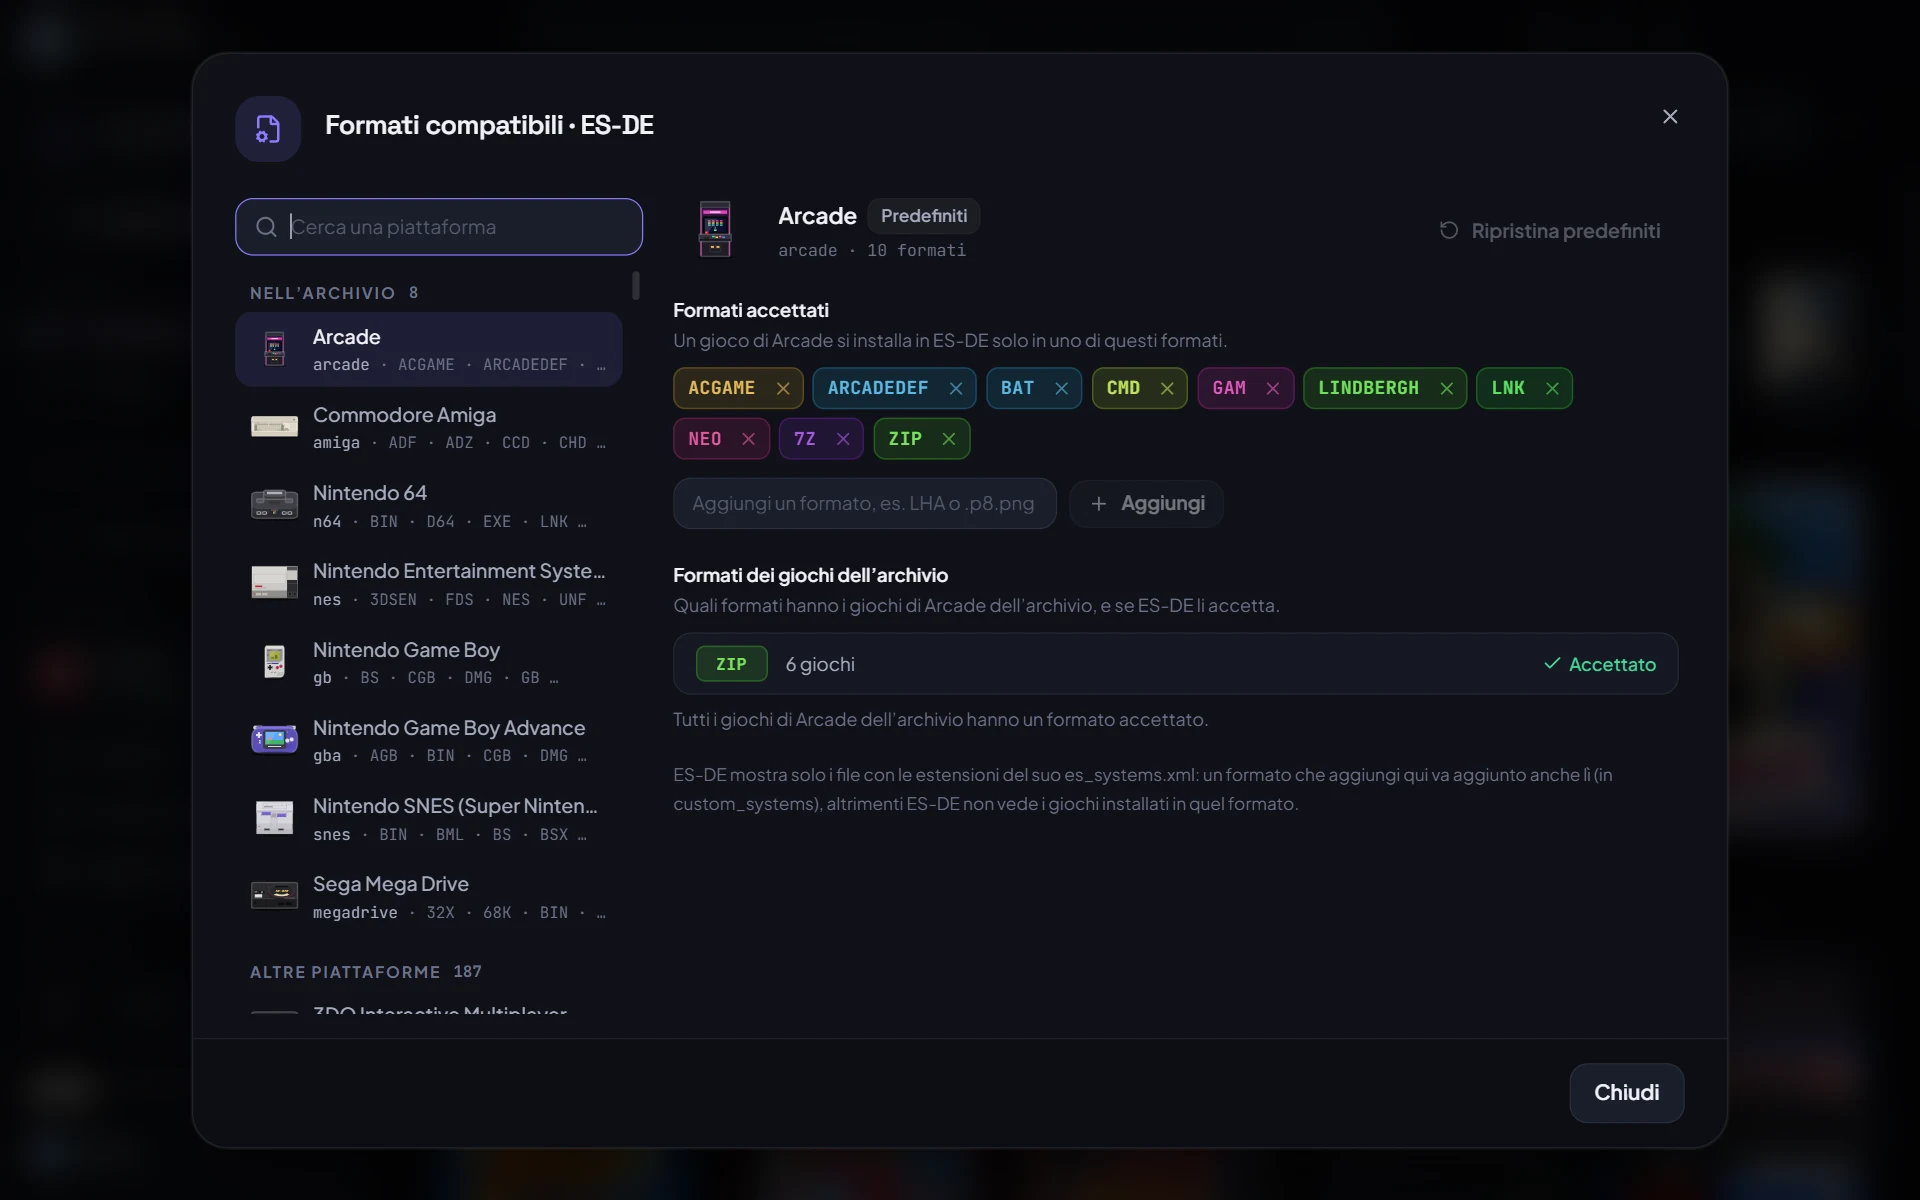 Formati compatibili · ES-DE
Cerca una piattaforma
NELL’ARCHIVIO 8
Arcade
arcade · ACGAME · ARCADEDEF · …
Commodore Amiga
amiga · ADF · ADZ · CCD · CHD …
Nintendo 64
n64 · BIN · D64 · EXE · LNK …
Nintendo Entertainment Syste…
nes · 3DSEN · FDS · NES · UNF …
Nintendo Game Boy
gb · BS · CGB · DMG · GB …
Nintendo Game Boy Advance
gba · AGB · BIN · CGB · DMG …
Nintendo SNES (Super Ninten…
snes · BIN · BML · BS · BSX …
Sega Mega Drive
megadrive · 32X · 68K · BIN · …
ALTRE PIATTAFORME 187
3DO Interactive Multiplayer
Arcade Predefiniti
arcade · 10 formati
Ripristina predefiniti
Formati accettati
Un gioco di Arcade si installa in ES-DE solo in uno di questi formati.
ACGAME ARCADEDEF BAT CMD GAM LINDBERGH LNK
NEO 7Z ZIP
Aggiungi un formato, es. LHA o .p8.png
Aggiungi
Formati dei giochi dell’archivio
Quali formati hanno i giochi di Arcade dell’archivio, e se ES-DE li accetta.
ZIP 6 giochi Accettato
Tutti i giochi di Arcade dell’archivio hanno un formato accettato.
ES-DE mostra solo i file con le estensioni del suo es_systems.xml: un formato che aggiungi qui va aggiunto anche lì (in
custom_systems), altrimenti ES-DE non vede i giochi installati in quel formato.
Chiudi